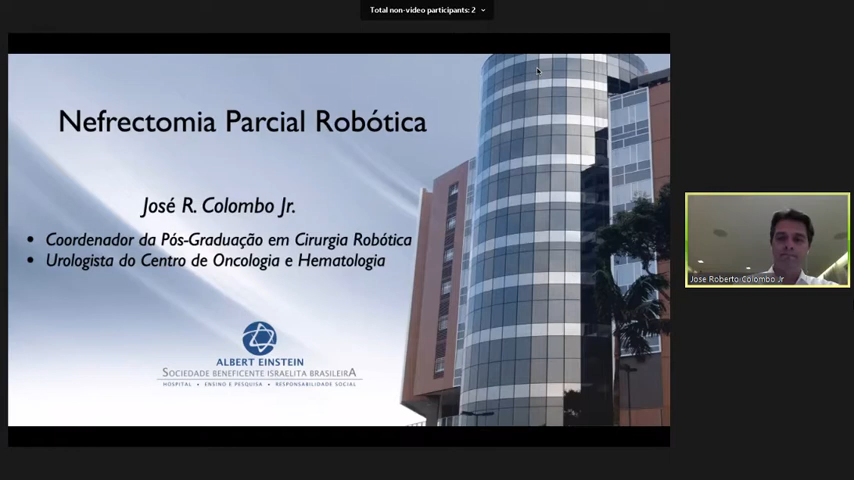 Total non-video participants: 2
Nefrectomia Parcial Robótica
José R. Colombo Jr.
• Coordenador da Pós-Graduação em Cirurgia Robótica
• Urologista do Centro de Oncologia e Hematologia
Jose Roberto Colombo Jr
ALBERT EINSTEIN
SOCIEDADE BENEFICENTE ISRAELITA BRASILEIRA
HOSPITAL • ENSINO E PESQUISA • RESPONSABILIDADE SOCIAL